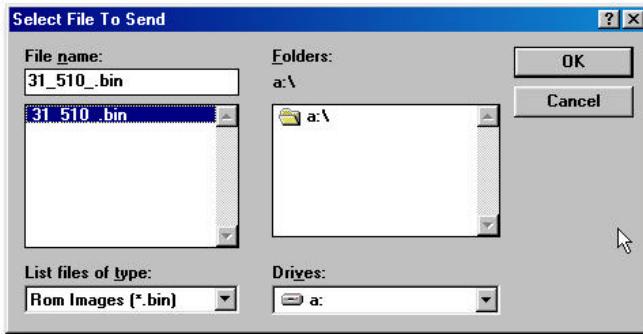 Select File To Send
File name:
31_510_.bin
31_510_.bin
List files of type:
Rom Images (*.bin)
Folders:
a:\
a:\
Drives:
a:
OK
Cancel